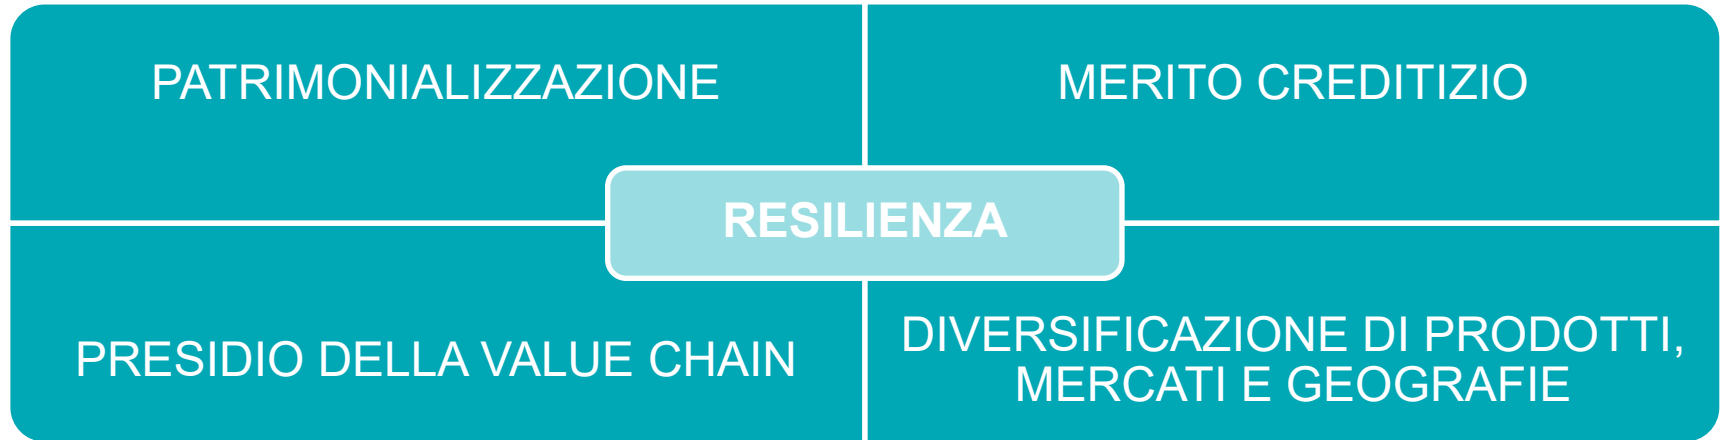 PATRIMONIALIZZAZIONE
MERITO CREDITIZIO
RESILIENZA
PRESIDIO DELLA VALUE CHAIN
DIVERSIFICAZIONE DI PRODOTTI,
MERCATI E GEOGRAFIE